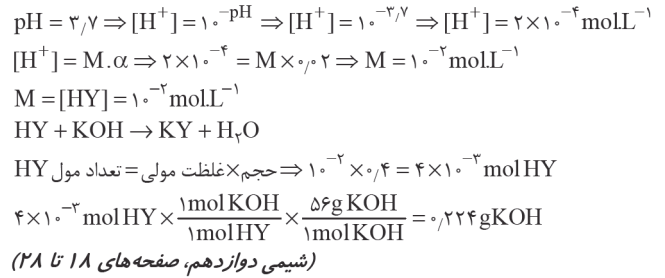 pH = ۳/۷ ⇒ [H⁺] = ۱۰^−pH ⇒ [H⁺] = ۱۰^−۳/۷ ⇒ [H⁺] = ۲×۱۰^−۴ mol.L^−۱
[H⁺] = M.α ⇒ ۲×۱۰^−۴ = M×۰/۰۲ ⇒ M = ۱۰^−۲ mol.L^−۱
M = [HY] = ۱۰^−۲ mol.L^−۱
HY + KOH → KY + H₂O
۱۰^−۲ × ۰/۴ = ۴×۱۰^−۳ mol HY ⇐ حجم×غلظت مولی = تعداد مول HY
۴×۱۰^−۳ mol HY × ۱mol KOH/۱mol HY × ۵۶g KOH/۱mol KOH = ۰/۲۲۴ gKOH
(شیمی دوازدهم، صفحه‌های ۱۸ تا ۲۸)